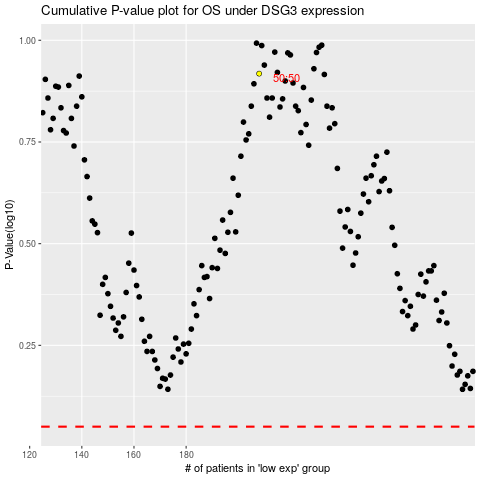 Cumulative P-value plot for OS under DSG3 expression
P-Value(log10)
1.00
0.75
0.50
0.25
50:50
120 140 160 180
# of patients in 'low exp' group